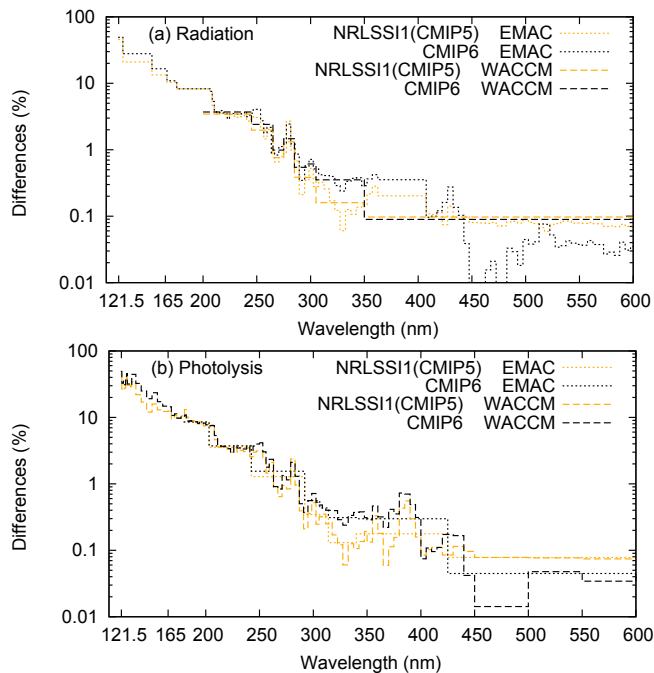 (a) Radiation
NRLSSI1(CMIP5) EMAC
CMIP6 EMAC
NRLSSI1(CMIP5) WACCM
CMIP6 WACCM
Differences (%)
100
10
1
0.1
0.01
121.5 165 200 250 300 350 400 450 500 550 600
Wavelength (nm)
(b) Photolysis
NRLSSI1(CMIP5) EMAC
CMIP6 EMAC
NRLSSI1(CMIP5) WACCM
CMIP6 WACCM
Differences (%)
100
10
1
0.1
0.01
121.5 165 200 250 300 350 400 450 500 550 600
Wavelength (nm)